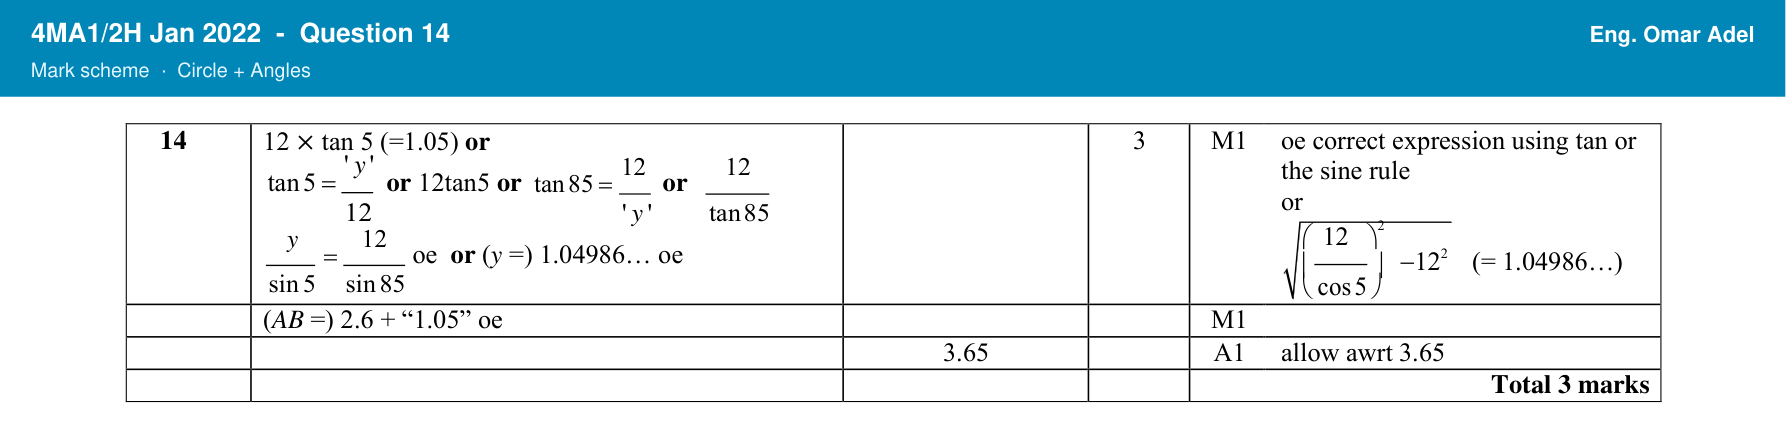 4MA1/2H Jan 2022 - Question 14
Eng. Omar Adel
Mark scheme · Circle + Angles
14
12 × tan 5 (=1.05) or
tan 5 = 'y'/12 or 12tan5 or tan 85 = 12/'y' or 12/tan 85
y/sin 5 = 12/sin 85 oe or (y =) 1.04986… oe
3
M1 oe correct expression using tan or
the sine rule
or
√((12/cos 5)² −12²) (= 1.04986…)
(AB =) 2.6 + “1.05” oe
M1
3.65
A1 allow awrt 3.65
Total 3 marks